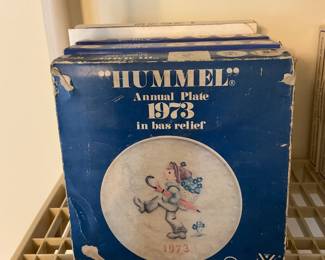 "HUMMEL"®
Annual Plate
1973
in bas relief
1973